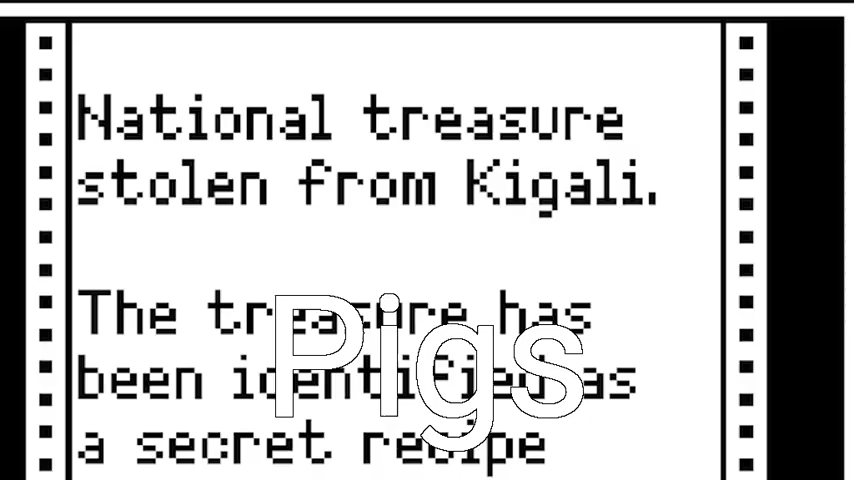 National treasure
stolen from Kigali.
The treasure has
been identified as
a secret recipe
Pigs